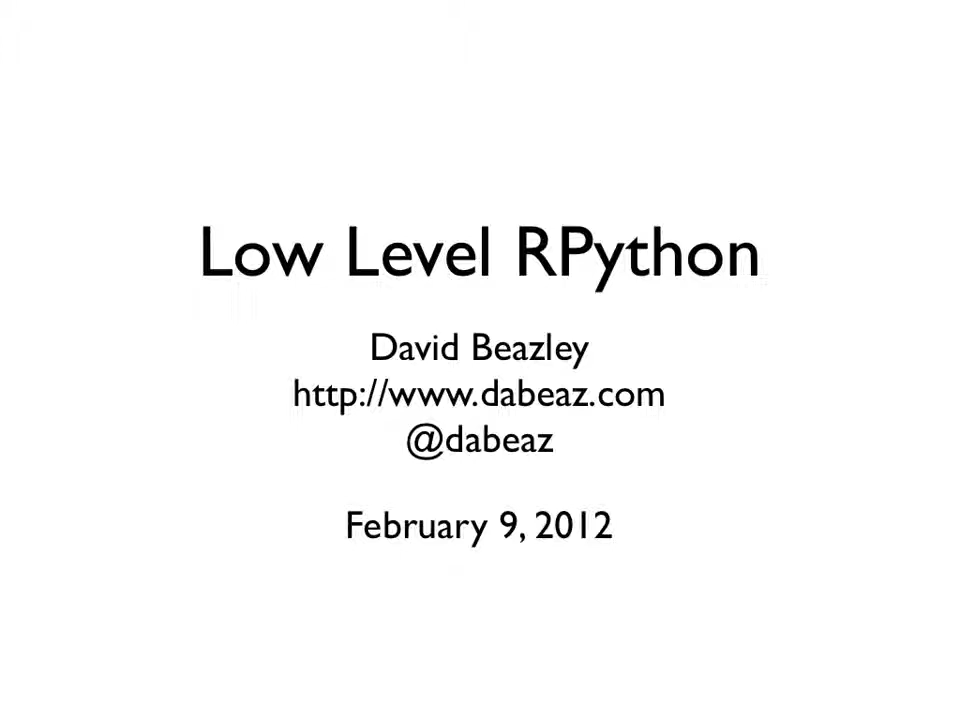 Low Level RPython
David Beazley
http://www.dabeaz.com
@dabeaz
February 9, 2012